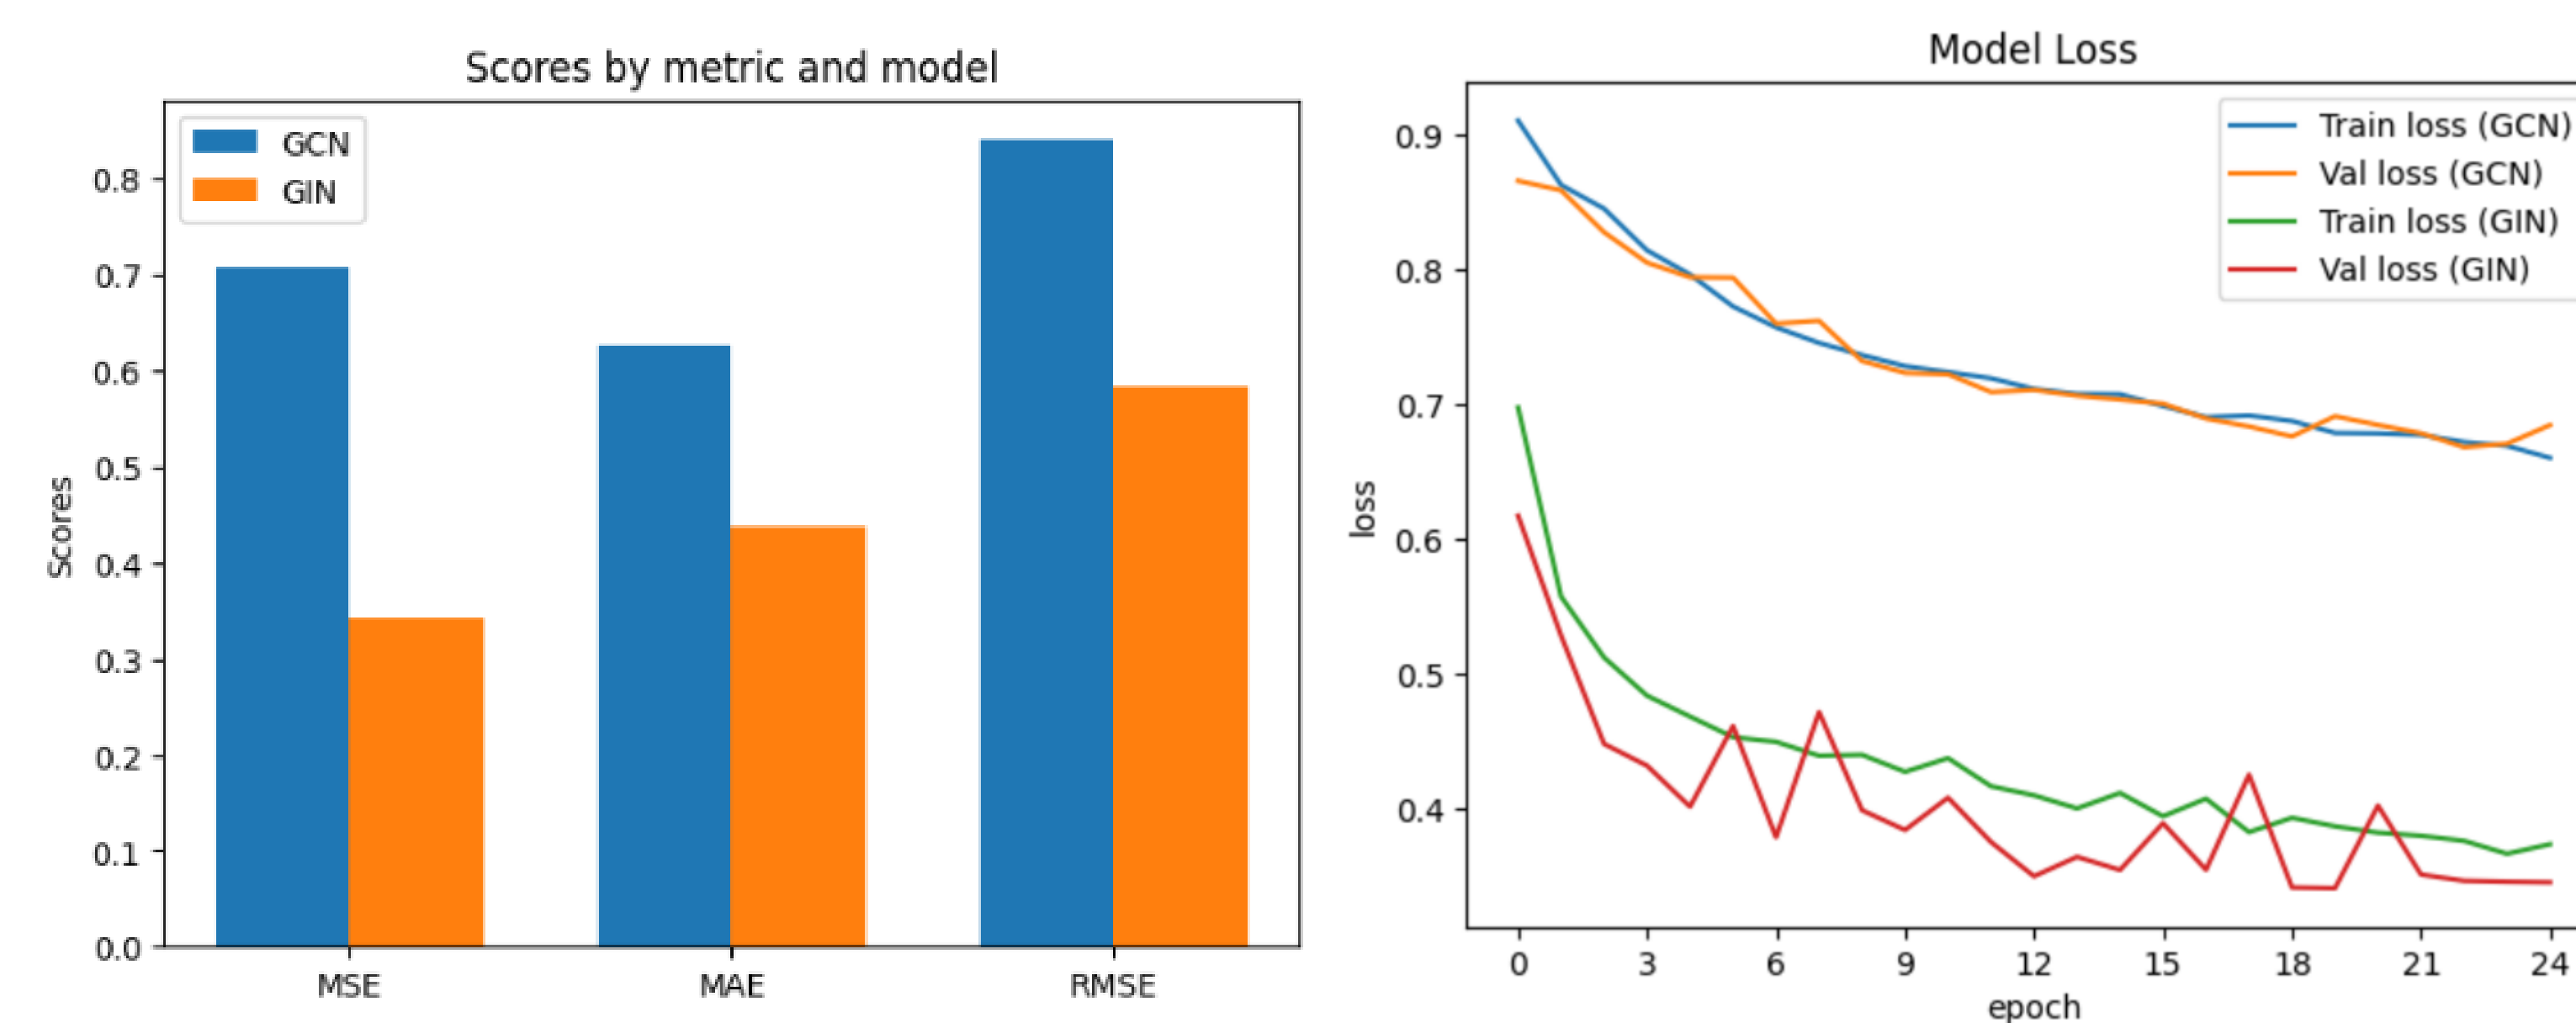 Scores by metric and model
GCN
GIN
0.8
0.7
0.6
0.5
0.4
0.3
0.2
0.1
0.0
Scores
MSE MAE RMSE
Model Loss
Train loss (GCN)
Val loss (GCN)
Train loss (GIN)
Val loss (GIN)
0.9
0.8
0.7
0.6
0.5
0.4
loss
0 3 6 9 12 15 18 21 24
epoch